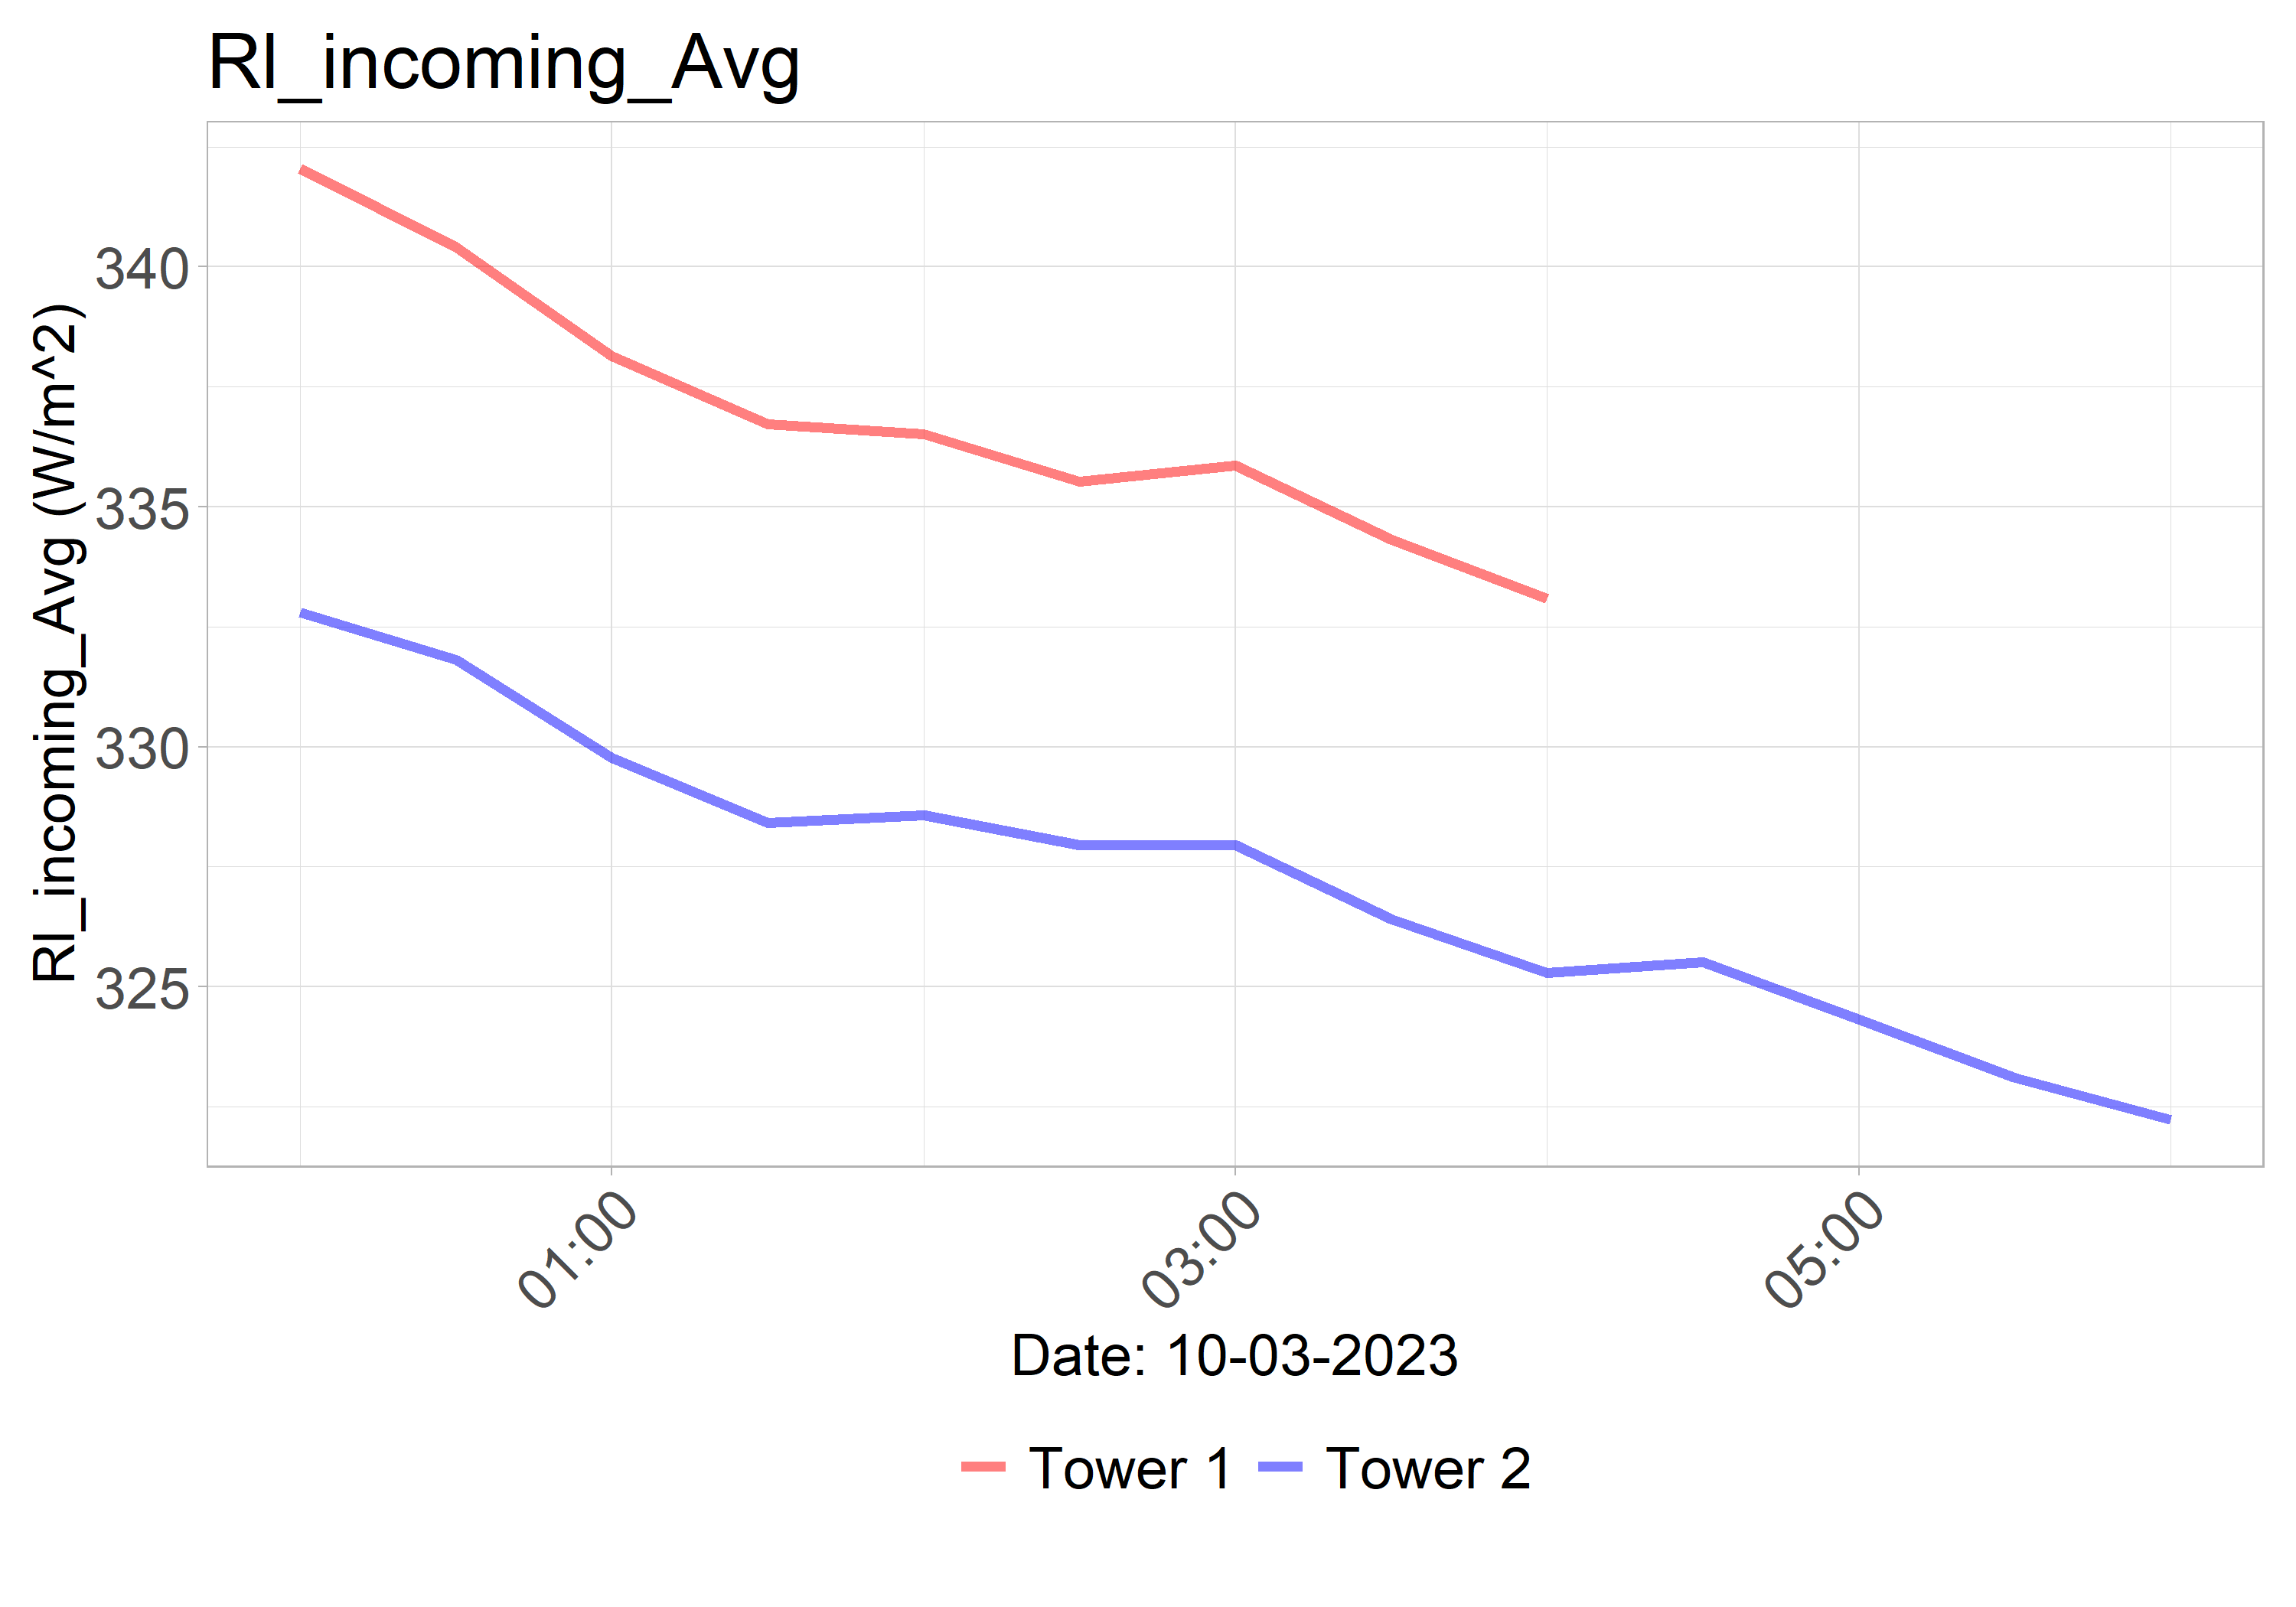 Rl_incoming_Avg
Rl_incoming_Avg (W/m^2)
340
335
330
325
01:00
03:00
05:00
Date: 10-03-2023
Tower 1
Tower 2